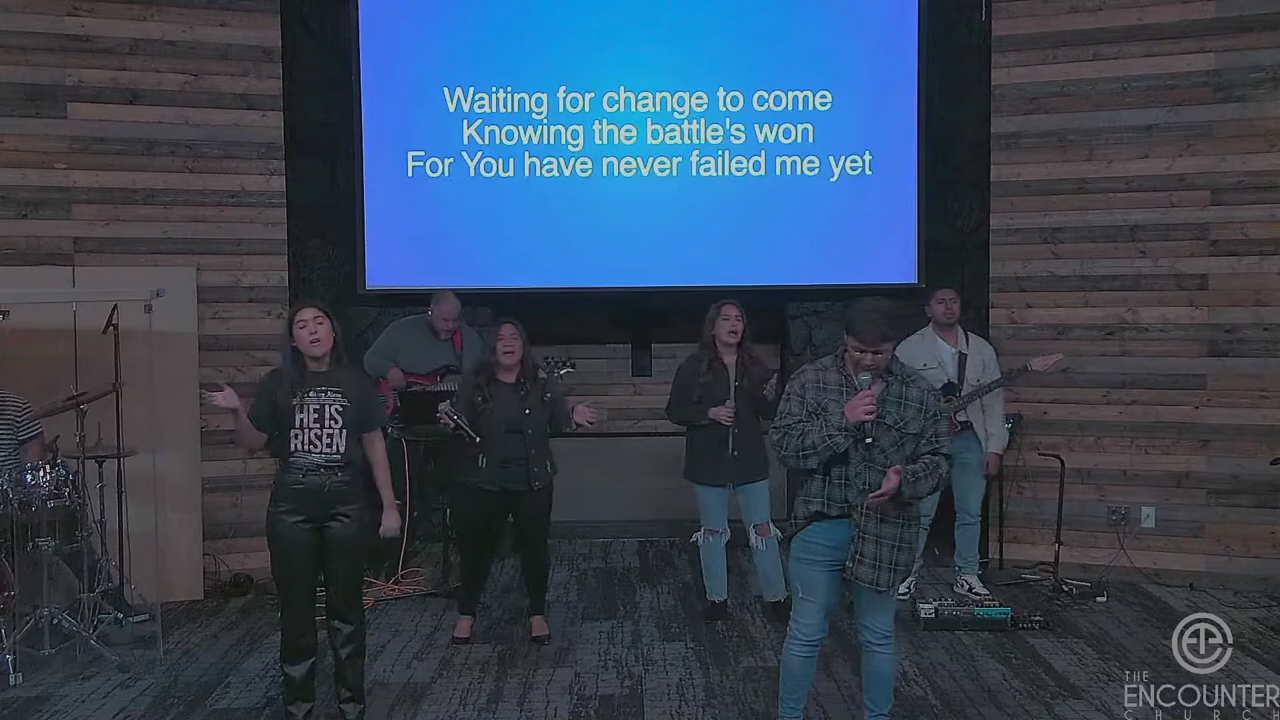 Waiting for change to come
Knowing the battle's won
For You have never failed me yet
HE IS
RISEN
THE
ENCOUNTER
CHURCH